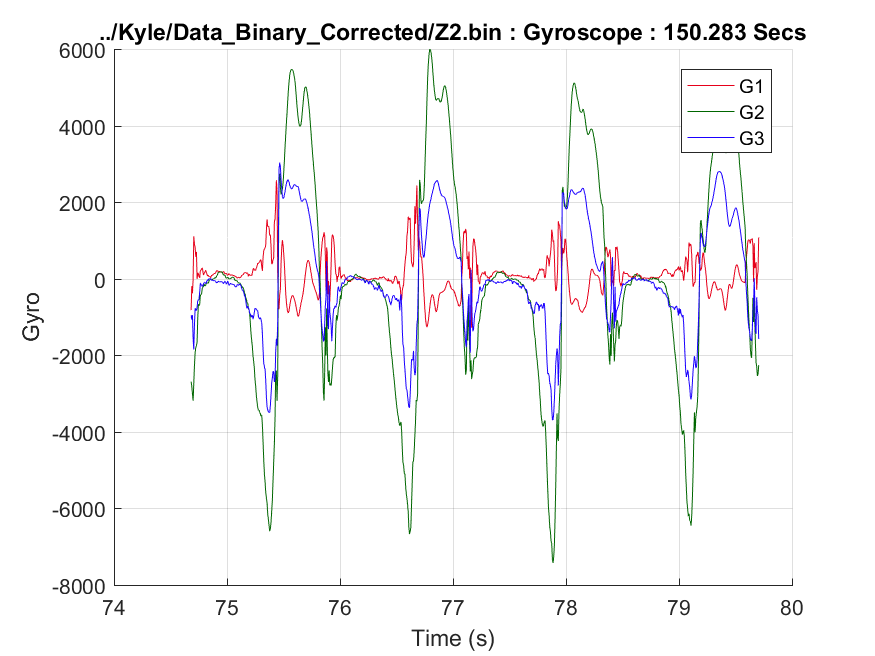 ../Kyle/Data_Binary_Corrected/Z2.bin : Gyroscope : 150.283 Secs
6000
4000
2000
0
-2000
-4000
-6000
-8000
Gyro
G1
G2
G3
74
75
76
77
78
79
80
Time (s)